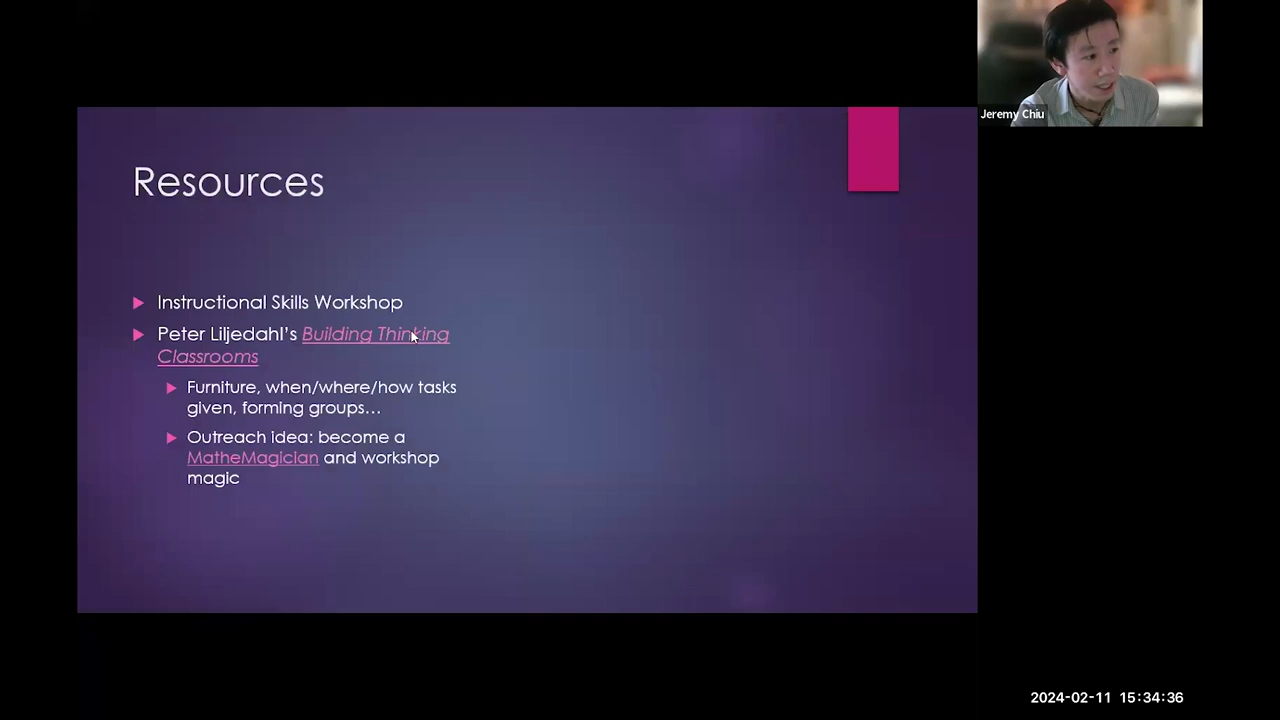 Jeremy Chiu
Resources
Instructional Skills Workshop
Peter Liljedahl's Building Thinking
Classrooms
Furniture, when/where/how tasks
given, forming groups…
Outreach idea: become a
MatheMagician and workshop
magic
2024-02-11 15:34:36